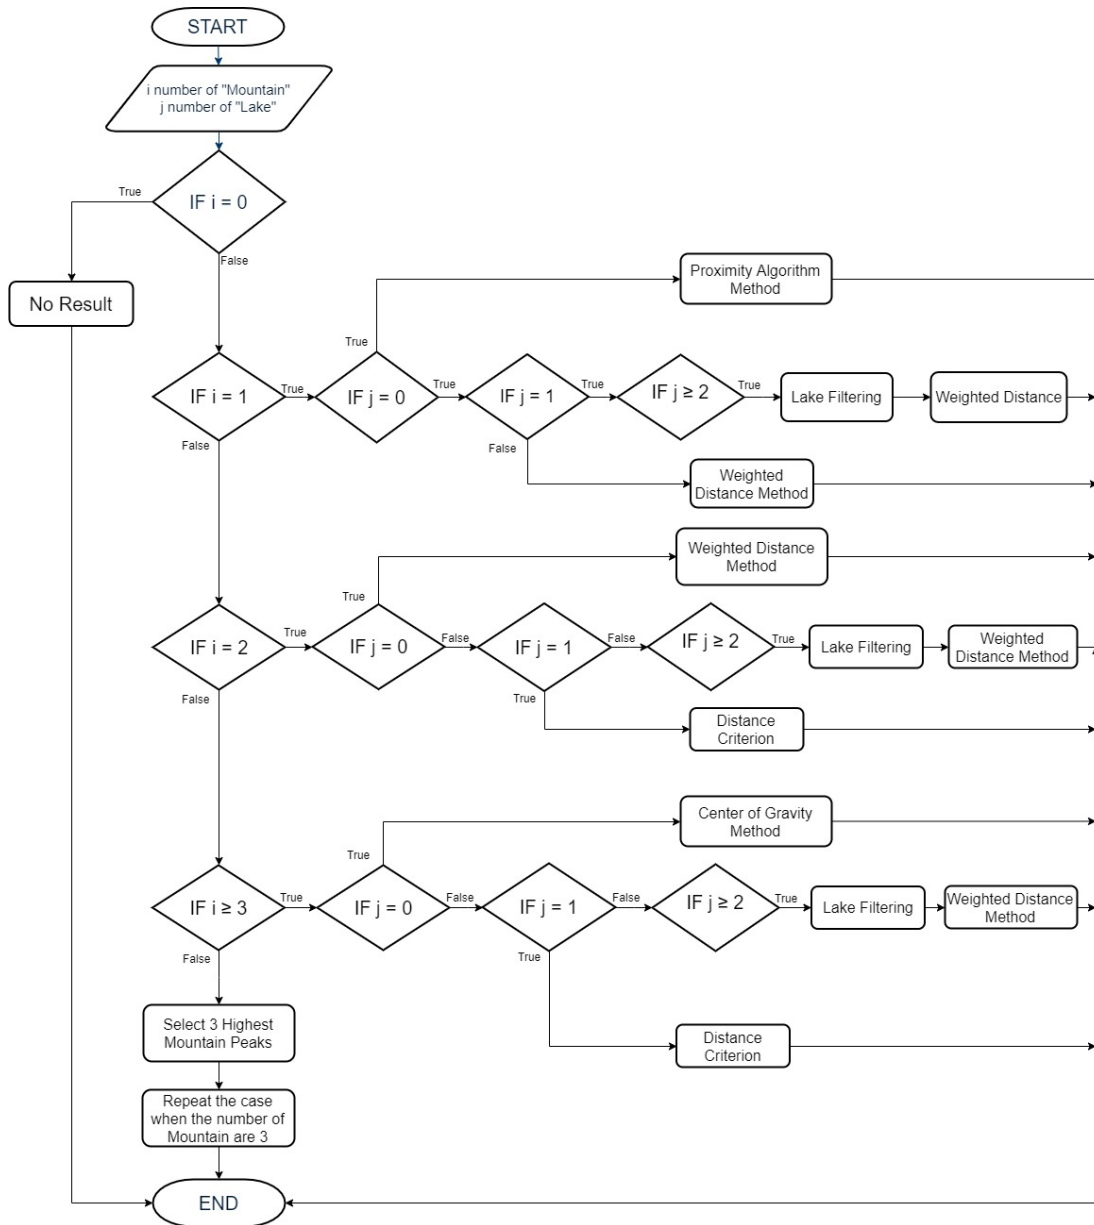 START
i number of "Mountain"
j number of "Lake"
True
IF i = 0
False
No Result
Proximity Algorithm
Method
True
IF i = 1
True
IF j = 0
True
IF j = 1
True
IF j ≥ 2
True
Lake Filtering
Weighted Distance
False
False
Weighted
Distance Method
Weighted Distance
Method
True
IF i = 2
True
IF j = 0
False
IF j = 1
False
IF j ≥ 2
True
Lake Filtering
Weighted
Distance Method
False
True
Distance
Criterion
Center of Gravity
Method
True
IF i ≥ 3
True
IF j = 0
False
IF j = 1
False
IF j ≥ 2
True
Lake Filtering
Weighted Distance
Method
False
True
Select 3 Highest
Mountain Peaks
Distance
Criterion
Repeat the case
when the number of
Mountain are 3
END